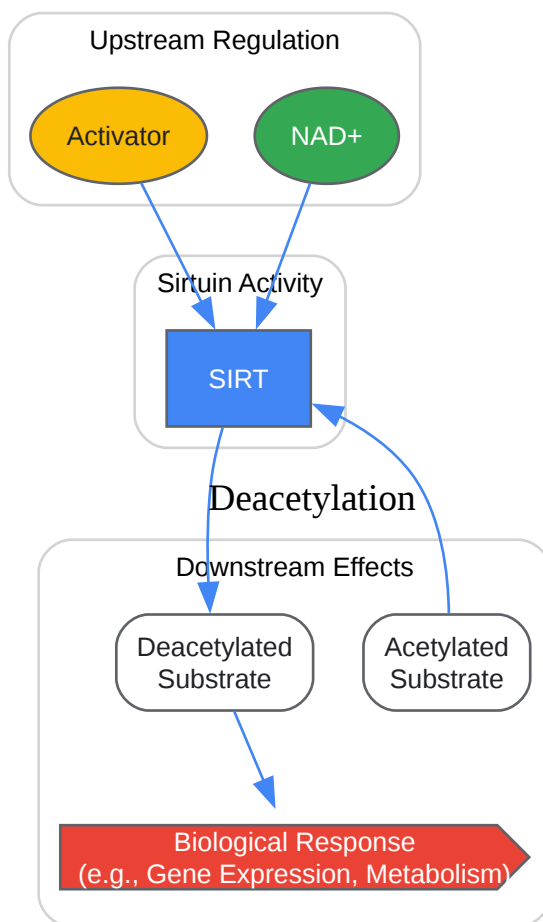 Upstream Regulation
Activator
NAD+
Sirtuin Activity
SIRT
Deacetylation
Downstream Effects
Deacetylated
Substrate
Acetylated
Substrate
Biological Response
(e.g., Gene Expression, Metabolism)